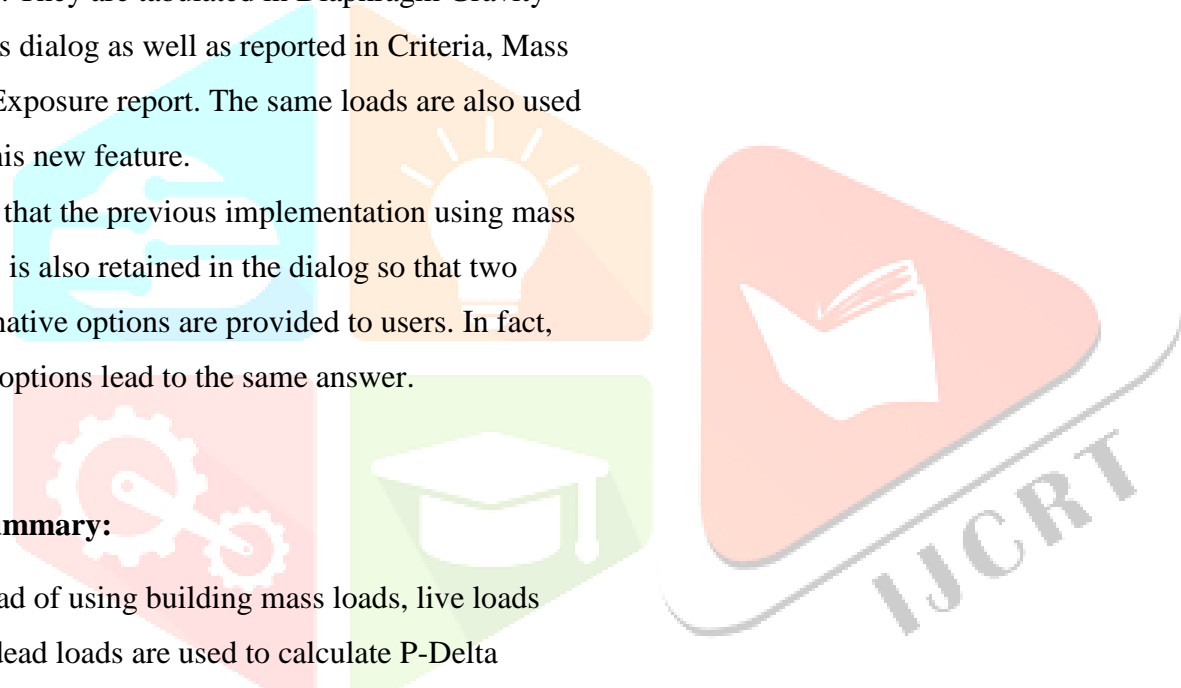 . They are tabulated in Diaphragm Gravity
s dialog as well as reported in Criteria, Mass
Exposure report. The same loads are also used
his new feature.
that the previous implementation using mass
is also retained in the dialog so that two
native options are provided to users. In fact,
options lead to the same answer.
ummary:
ad of using building mass loads, live loads
dead loads are used to calculate P-Delta
IJCRT